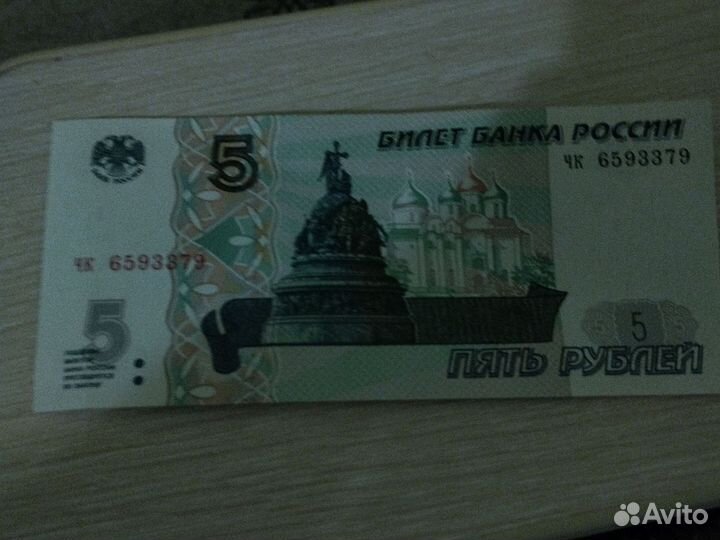 БИЛЕТ БАНКА РОССИИ
5
чк 6593379
чк 6593379
5
5
ПЯТЬ РУБЛЕЙ
Avito